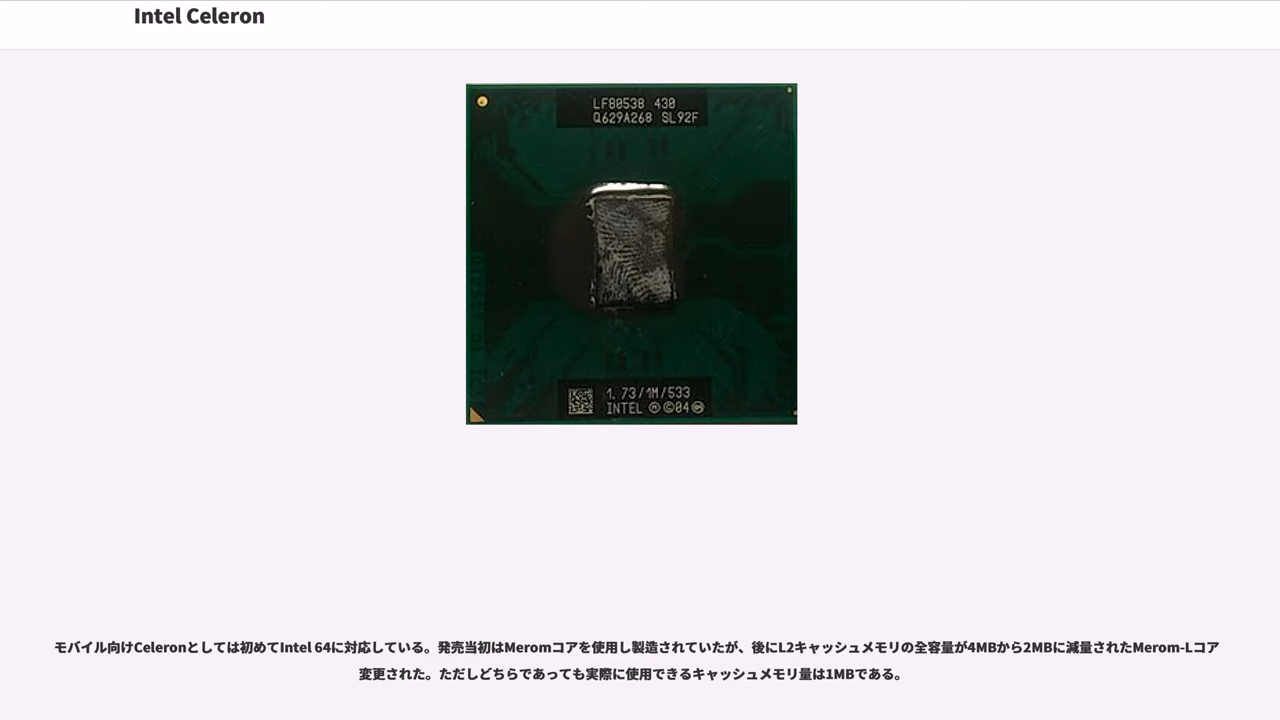 Intel Celeron
LF80538 430
Q629A268 SL92F
1.73/1M/533
INTEL Ⓜ©04
モバイル向けCeleronとしては初めてIntel 64に対応している。発売当初はMeromコアを使用し製造されていたが、後にL2キャッシュメモリの全容量が4MBから2MBに減量されたMerom-Lコア
変更された。ただしどちらであっても実際に使用できるキャッシュメモリ量は1MBである。